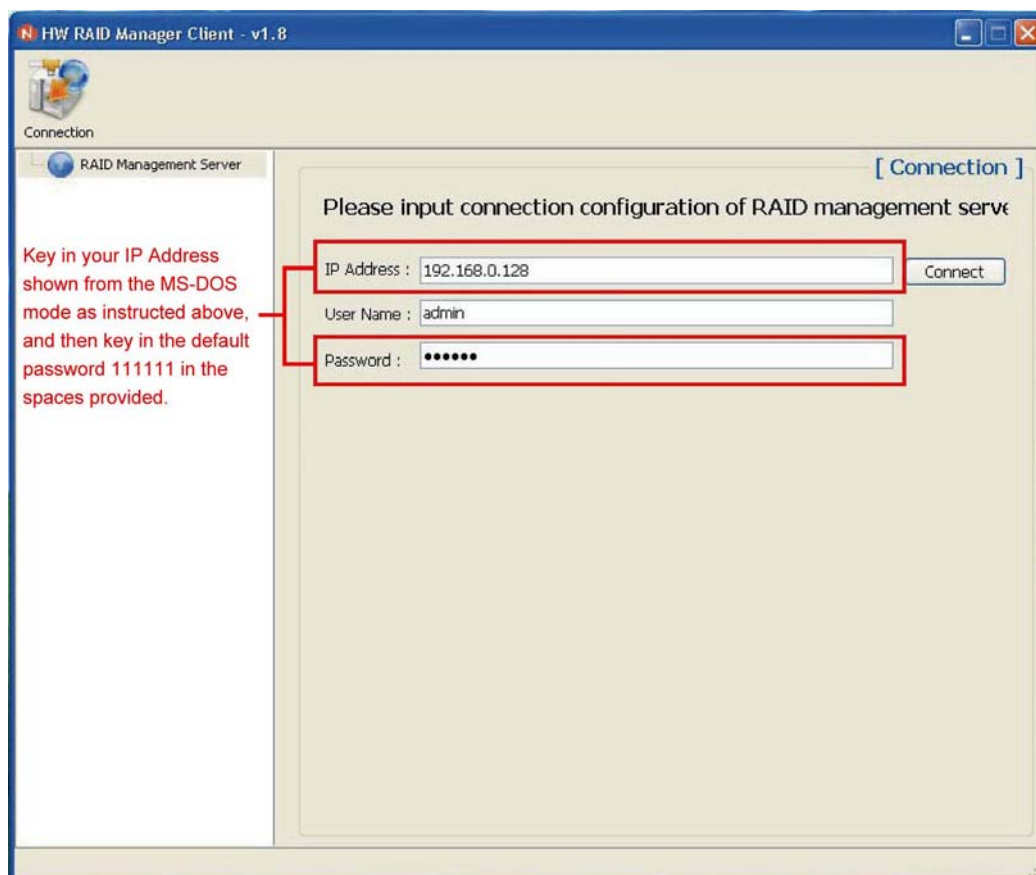 HW RAID Manager Client - v1.8
Connection
RAID Management Server
[ Connection ]
Please input connection configuration of RAID management serve
Key in your IP Address
shown from the MS-DOS
mode as instructed above,
and then key in the default
password 111111 in the
spaces provided.
IP Address : 192.168.0.128
Connect
User Name : admin
Password : ●●●●●●